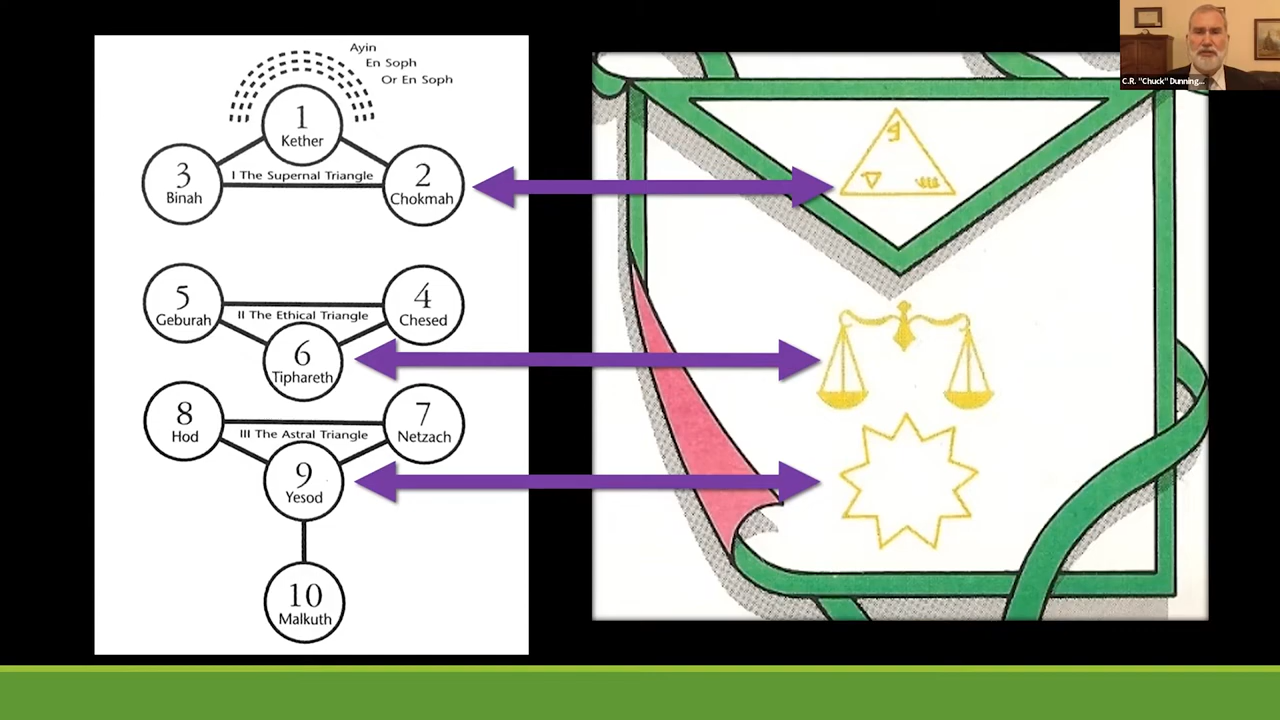 Ayin
En Soph
Or En Soph
1
Kether
3
Binah
I The Supernal Triangle
2
Chokmah
5
Geburah
II The Ethical Triangle
4
Chesed
6
Tiphareth
8
Hod
III The Astral Triangle
7
Netzach
9
Yesod
10
Malkuth
C.R. "Chuck" Dunning...